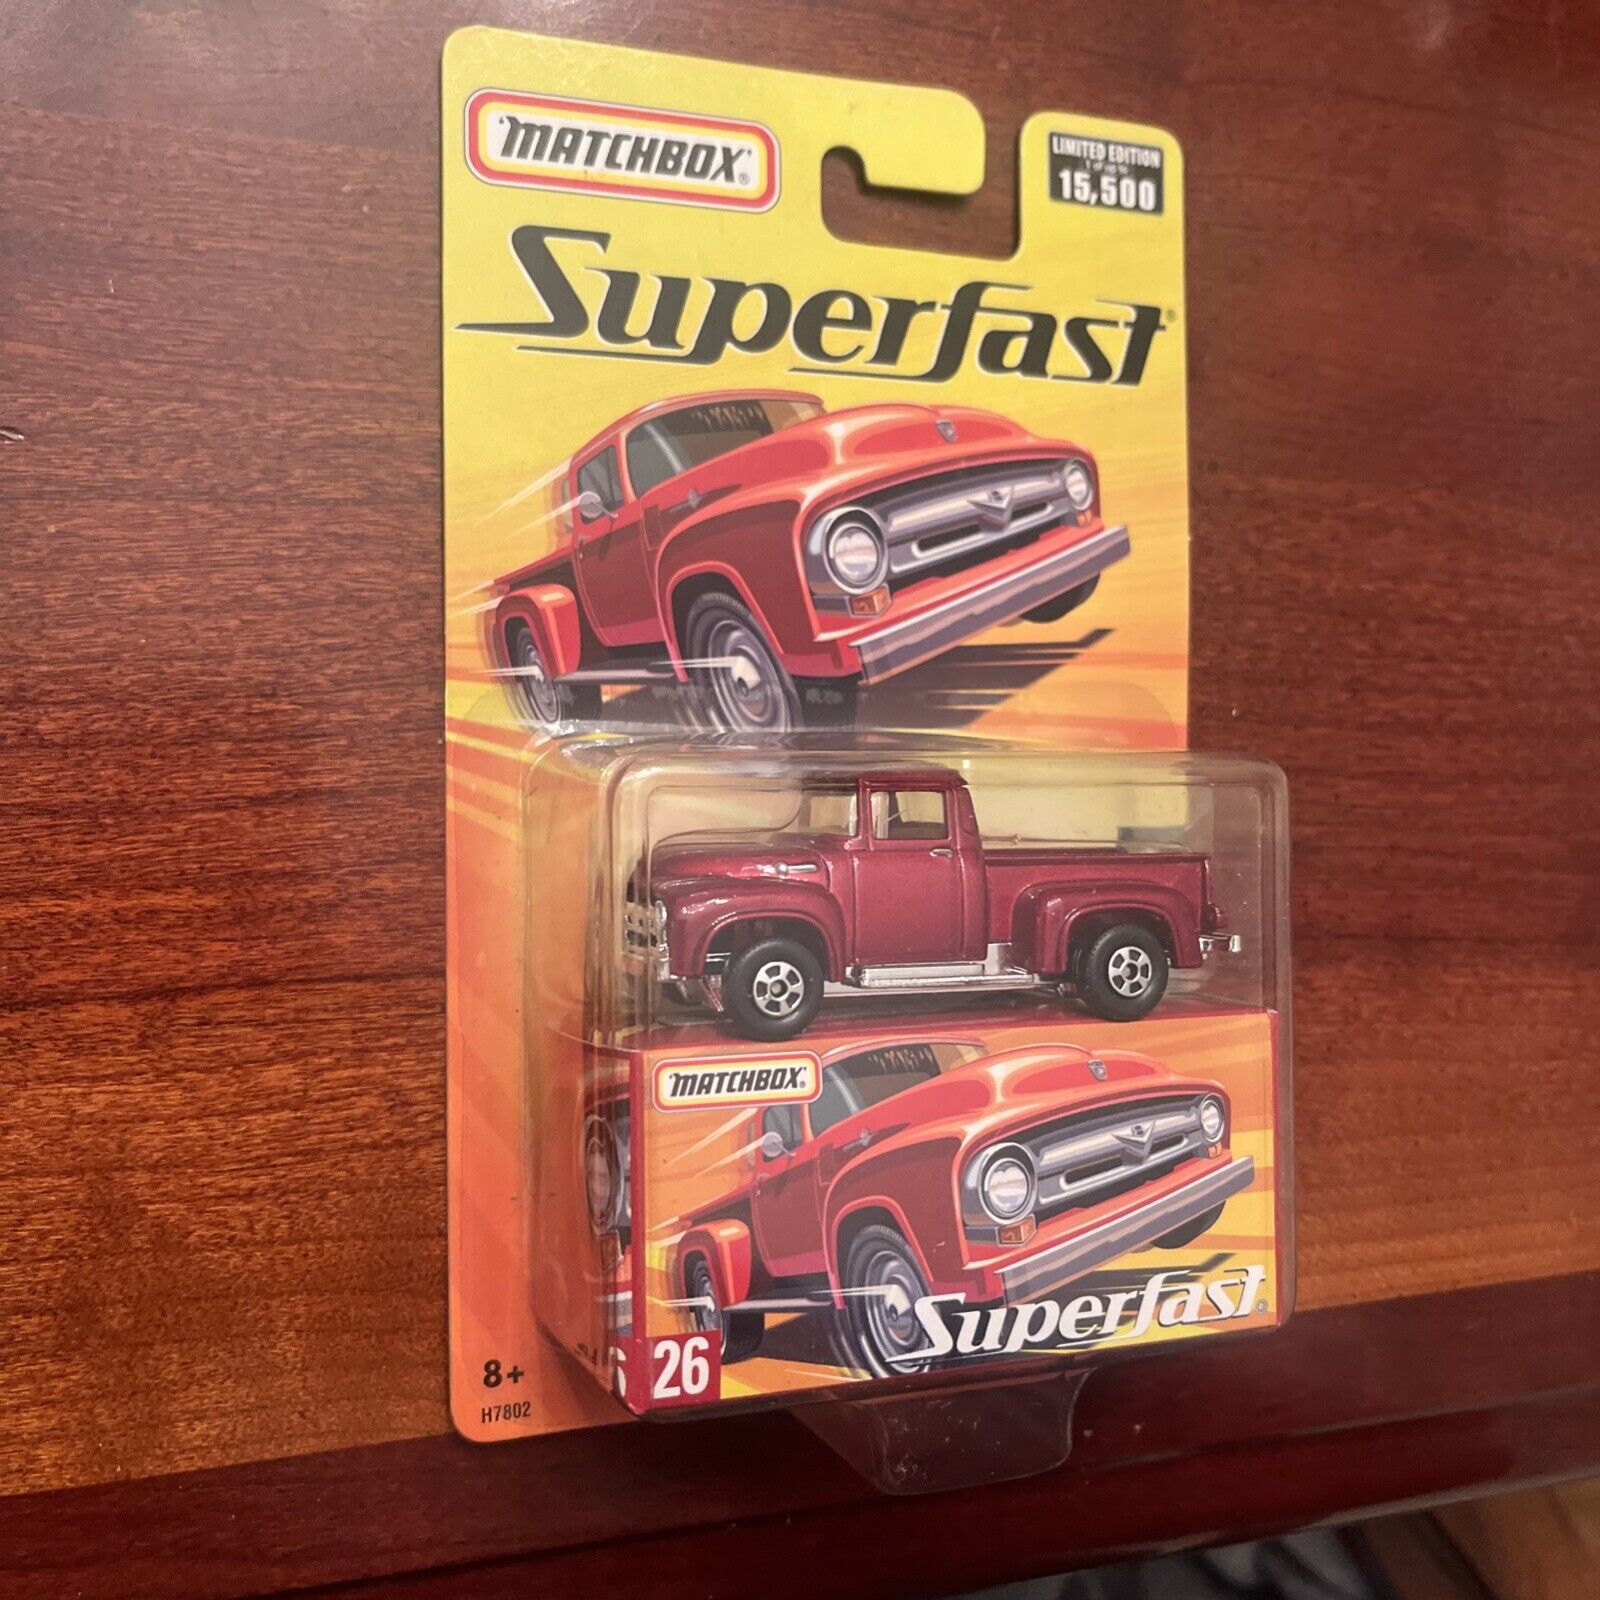 MATCHBOX®
LIMITED EDITION
15,500
Superfast®
MATCHBOX®
Superfast®
26
8+
H7802